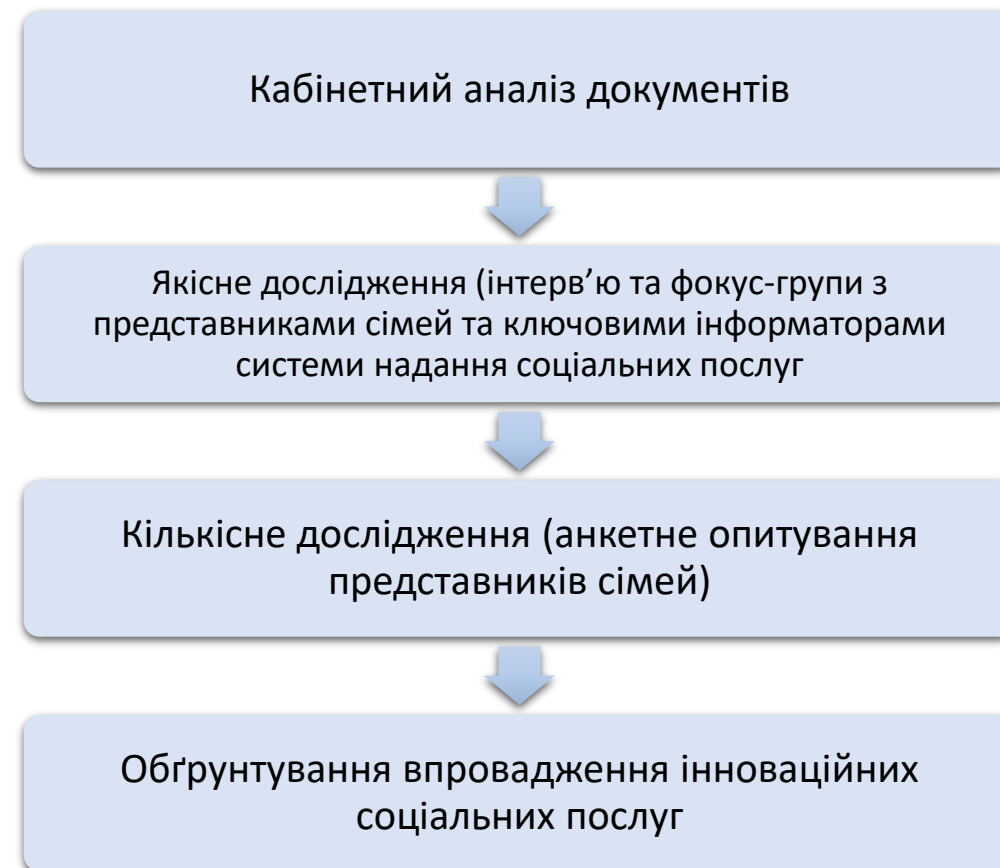 Кабінетний аналіз документів
Якісне дослідження (інтерв’ю та фокус-групи з
представниками сімей та ключовими інформаторами
системи надання соціальних послуг
Кількісне дослідження (анкетне опитування
представників сімей)
Обґрунтування впровадження інноваційних
соціальних послуг